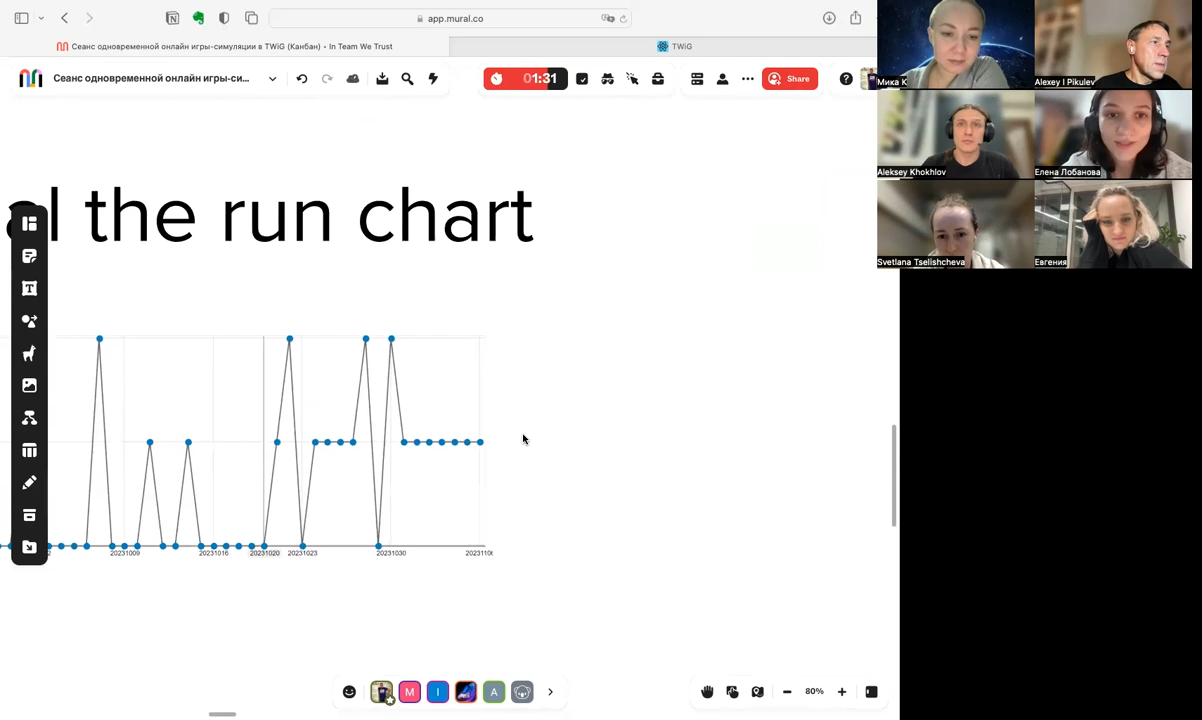 app.mural.co
Сеанс одновременной онлайн игры-симуляции в TWiG (Канбан) • In Team We Trust
TWiG
Сеанс одновременной онлайн игры-си...
01:31
Share
Мика К
Alexey I Pikulev
Aleksey Khokhlov
Елена Лобанова
Svetlana Tselishcheva
Евгения
al the run chart
20231009
20231016
20231020
20231023
20231030
M
I
A
80%